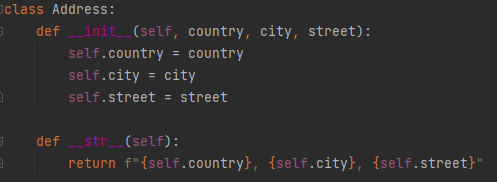 class Address:
    def __init__(self, country, city, street):
        self.country = country
        self.city = city
        self.street = street

    def __str__(self):
        return f"{self.country}, {self.city}, {self.street}"